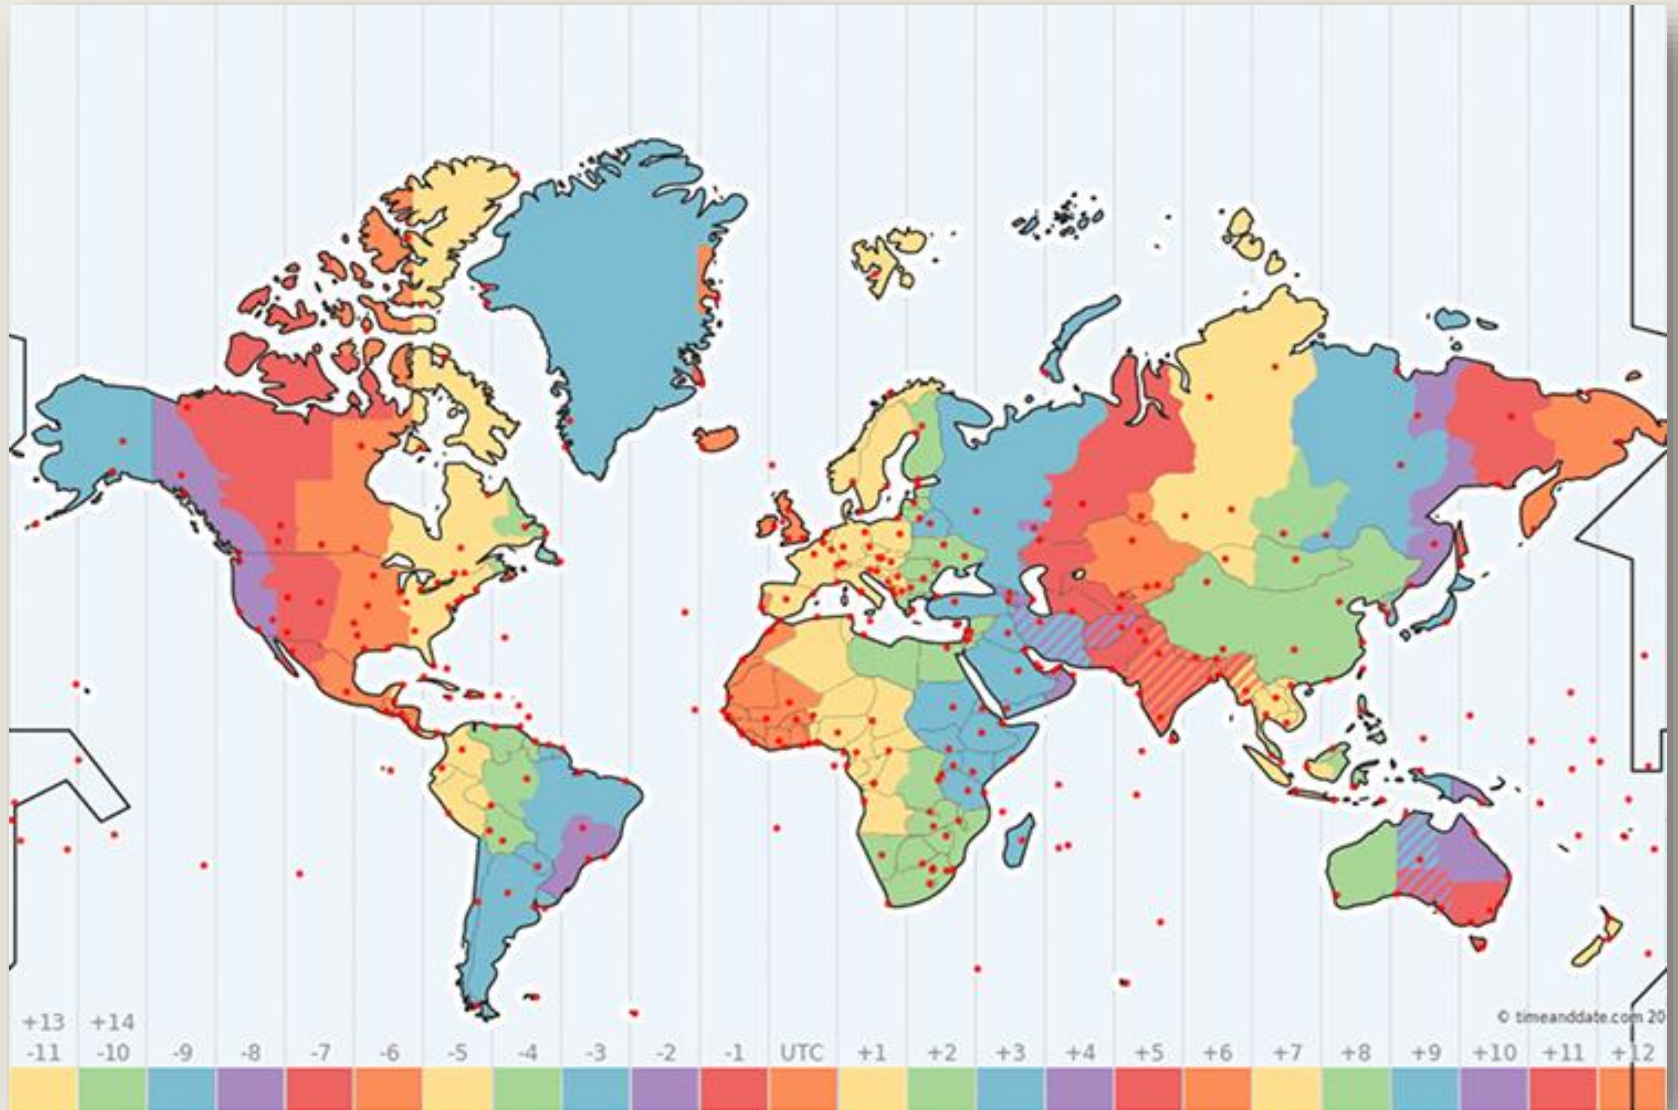 © timeanddate.com 20
+13 +14
-11 -10 -9 -8 -7 -6 -5 -4 -3 -2 -1 UTC +1 +2 +3 +4 +5 +6 +7 +8 +9 +10 +11 +12